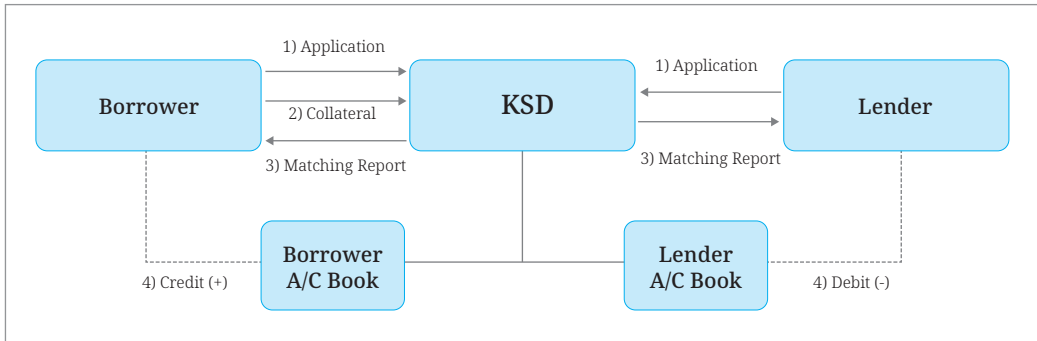 1) Application
1) Application
Borrower
KSD
Lender
2) Collateral
3) Matching Report
3) Matching Report
Borrower
A/C Book
Lender
A/C Book
4) Credit (+)
4) Debit (-)